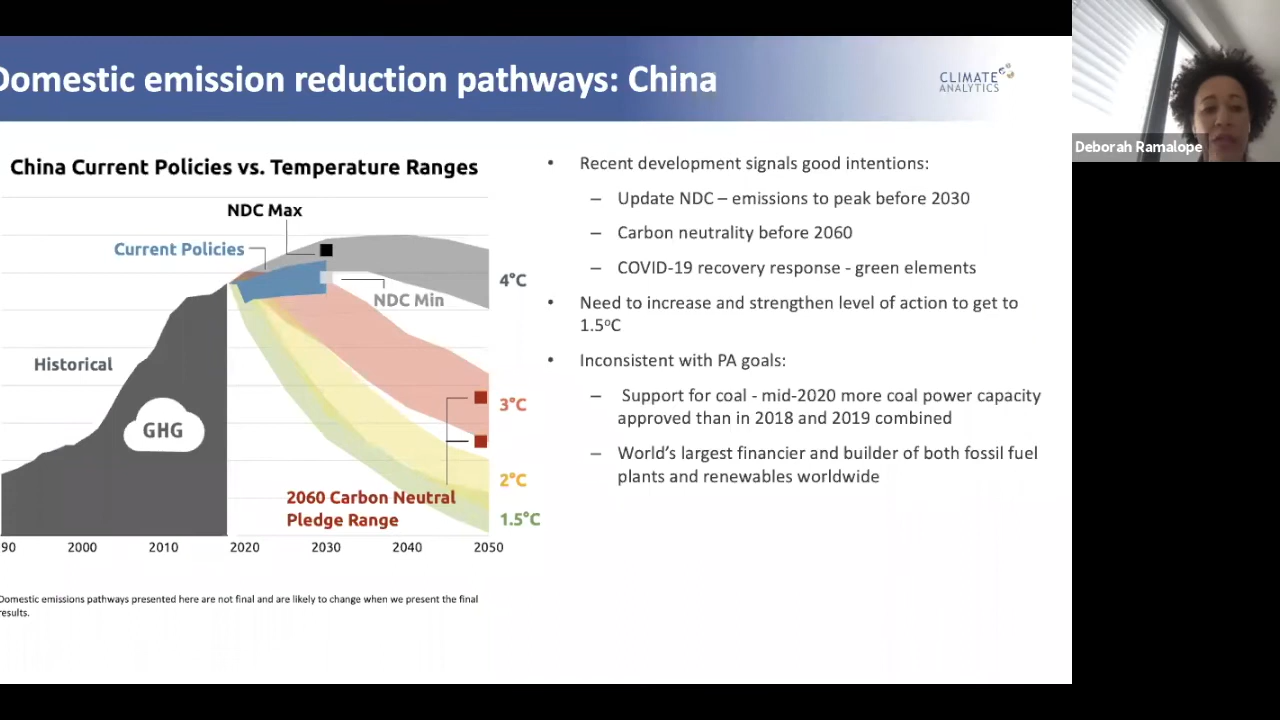 Domestic emission reduction pathways: China
CLIMATE
ANALYTICS
Deborah Ramalope
China Current Policies vs. Temperature Ranges
NDC Max
Current Policies
NDC Min
Historical
GHG
4°C
3°C
2°C
1.5°C
2060 Carbon Neutral
Pledge Range
90 2000 2010 2020 2030 2040 2050
Domestic emissions pathways presented here are not final and are likely to change when we present the final
results.
• Recent development signals good intentions:
– Update NDC – emissions to peak before 2030
– Carbon neutrality before 2060
– COVID-19 recovery response - green elements
• Need to increase and strengthen level of action to get to
1.5ºC
• Inconsistent with PA goals:
– Support for coal - mid-2020 more coal power capacity
approved than in 2018 and 2019 combined
– World's largest financier and builder of both fossil fuel
plants and renewables worldwide